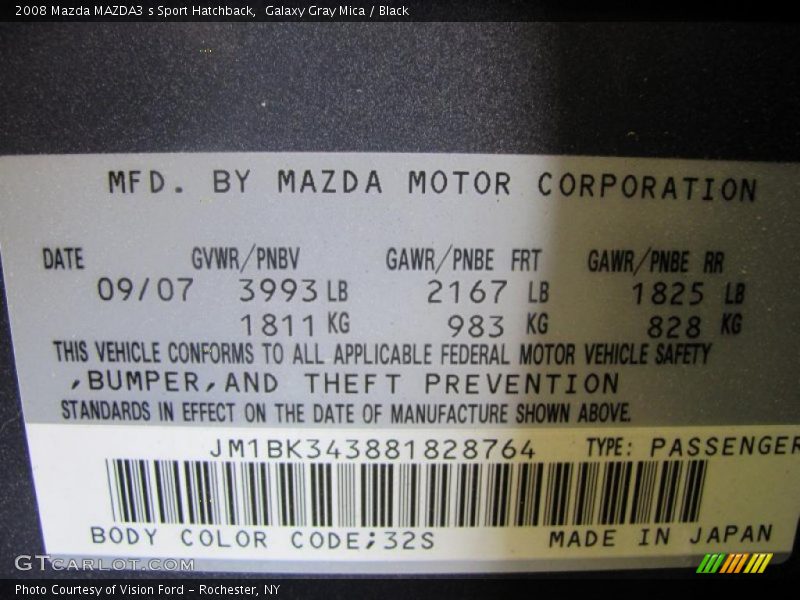 2008 Mazda MAZDA3 s Sport Hatchback,  Galaxy Gray Mica / Black
MFD. BY MAZDA MOTOR CORPORATION
DATE GVWR/PNBV GAWR/PNBE FRT GAWR/PNBE RR
09/07 3993 LB 2167 LB 1825 LB
1811 KG 983 KG 828 KG
THIS VEHICLE CONFORMS TO ALL APPLICABLE FEDERAL MOTOR VEHICLE SAFETY
,BUMPER,AND THEFT PREVENTION
STANDARDS IN EFFECT ON THE DATE OF MANUFACTURE SHOWN ABOVE.
JM1BK343881828764 TYPE: PASSENGER
BODY COLOR CODE;32S MADE IN JAPAN
GTCARLOT.COM
Photo Courtesy of Vision Ford – Rochester, NY